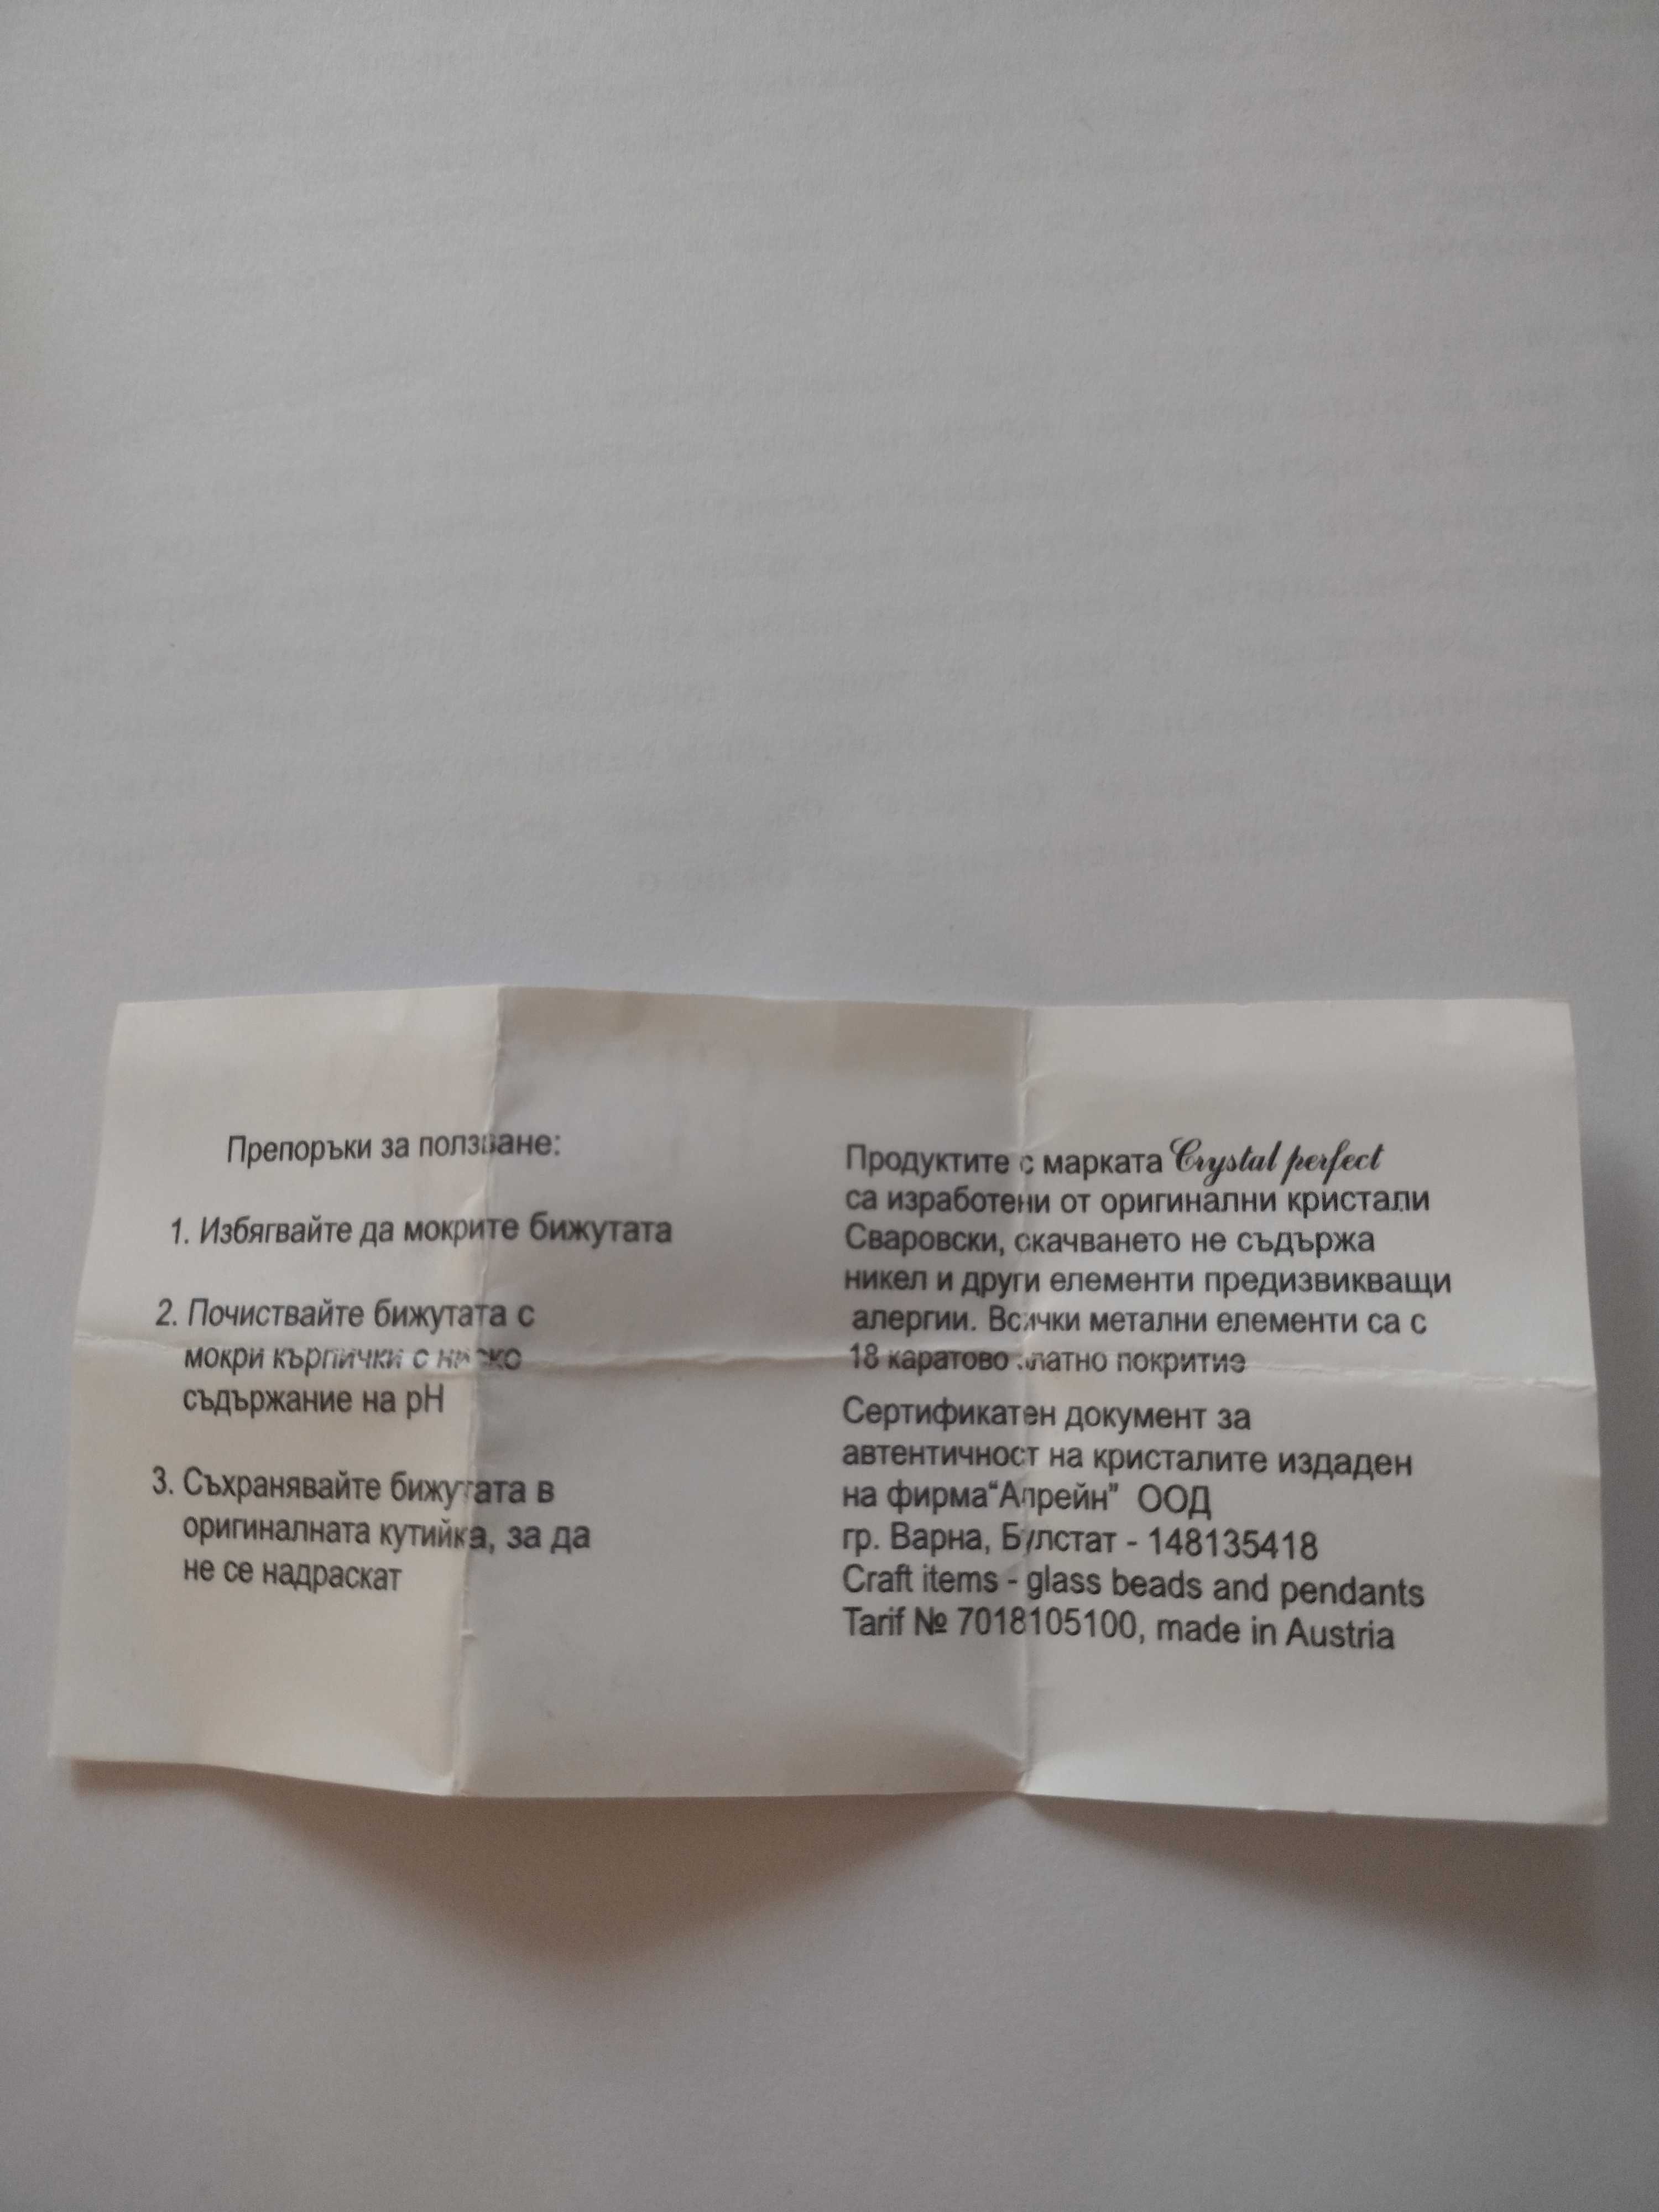 Препоръки за ползване:
1. Избягвайте да мокрите бижутата
2. Почиствайте бижутата с
мокри кърпички с ниско
съдържание на pH
3. Съхранявайте бижутата в
оригиналната кутийка, за да
не се надраскат
Продуктите с марката Crystal perfect
са изработени от оригинални кристали
Сваровски, скачването не съдържа
никел и други елементи предизвикващи
алергии. Всички метални елементи са с
18 каратово златно покритие
Сертификатен документ за
автентичност на кристалите издаден
на фирма“Апрейн” ООД
гр. Варна, Булстат - 148135418
Craft items - glass beads and pendants
Tarif № 7018105100, made in Austria